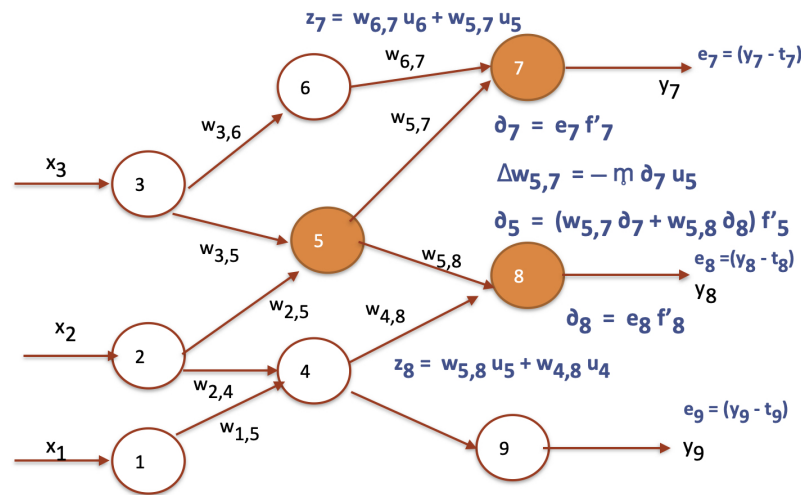 z7 = w6,7 u6 + w5,7 u5
w6,7
6
7
e7 = (y7 - t7)
y7
w3,6
w5,7
∂7 = e7 f'7
x3
3
Δw5,7 = – η ∂7 u5
w3,5
5
∂5 = (w5,7 ∂7 + w5,8 ∂8) f'5
w5,8
8
e8 =(y8 - t8)
y8
w2,5
w4,8
∂8 = e8 f'8
x2
2
w2,4
4
z8 = w5,8 u5 + w4,8 u4
w1,5
e9 = (y9 - t9)
x1
1
9
y9